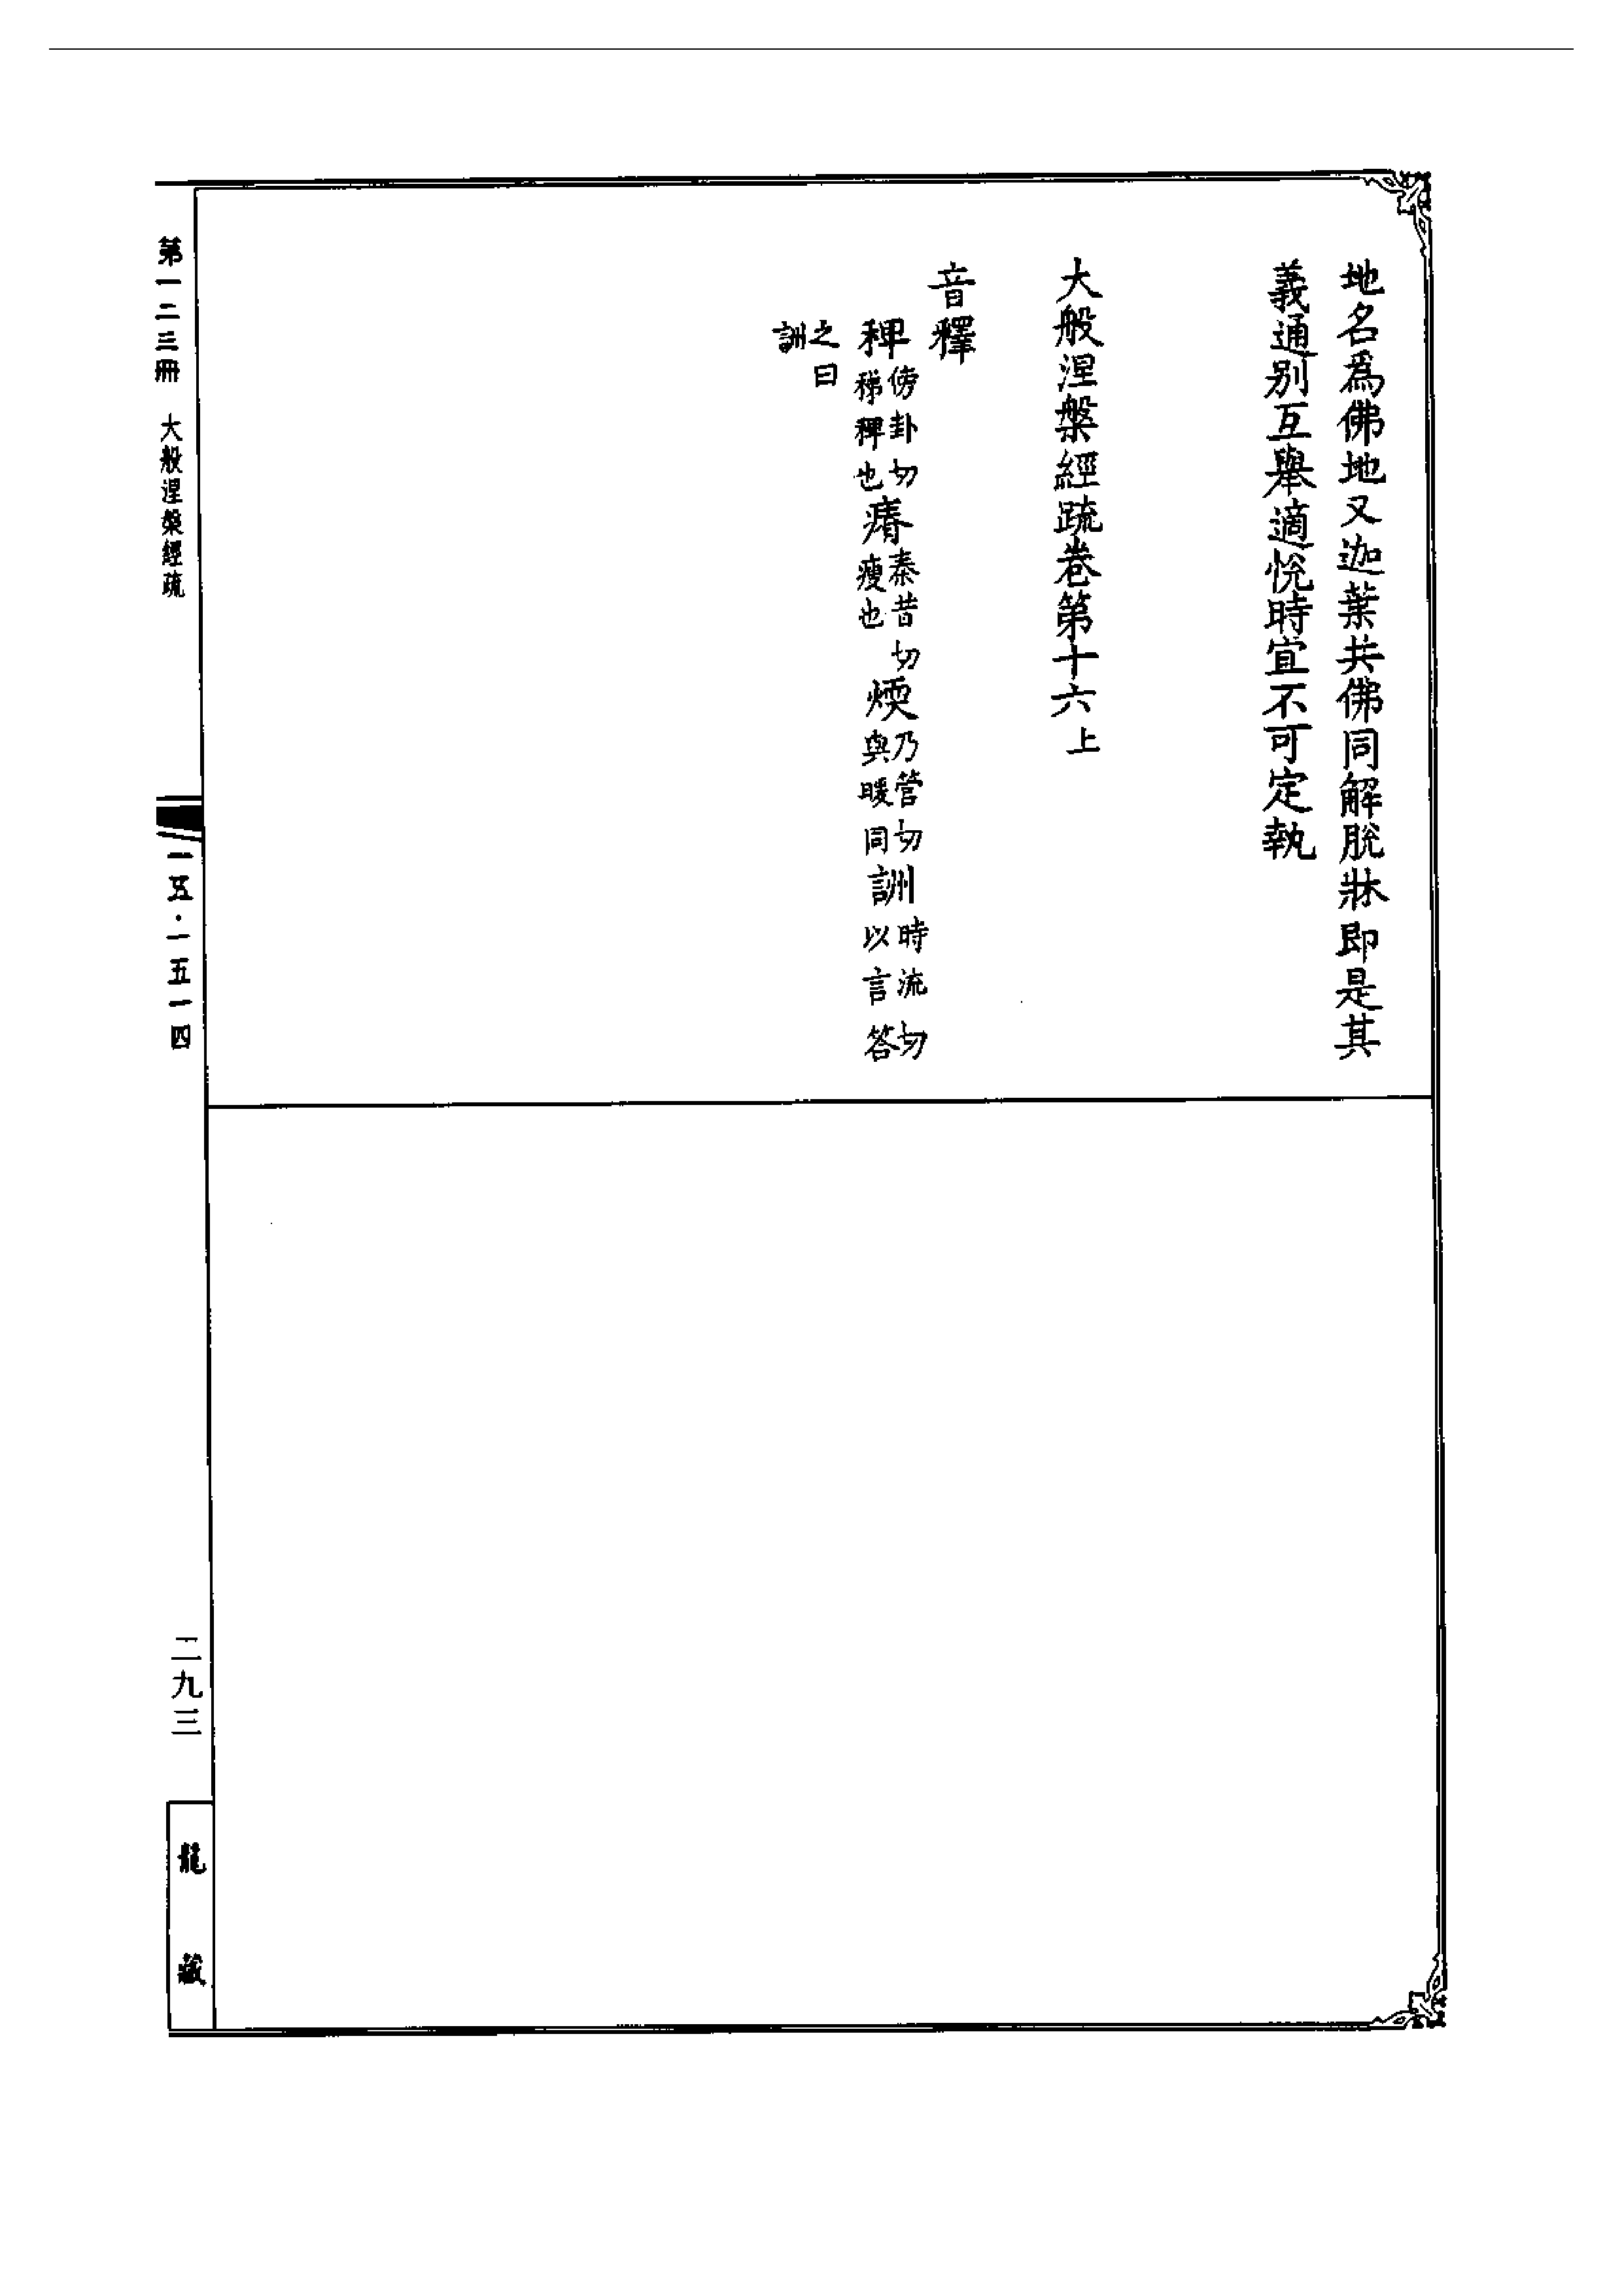 地名爲佛地又迦葉共佛同解脫牀即是其
義通別互舉適悅時宜不可定執
大般涅槃經疏卷第十六上
音釋
稗傍卦切稊稗也瘠秦昔切瘦也煗乃管切與暖同詶時流切以言答
之曰詶
第一二三冊 大般涅槃經疏
一五·一五一四
二九三
龍藏